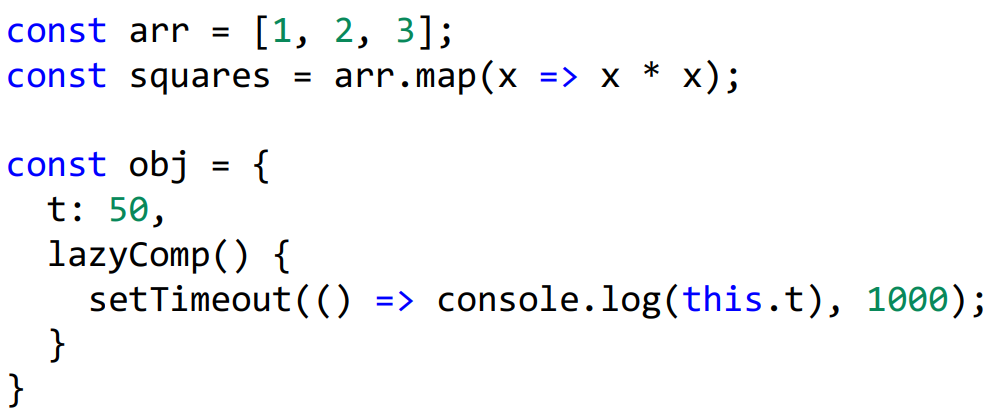 const arr = [1, 2, 3];
const squares = arr.map(x => x * x);

const obj = {
  t: 50,
  lazyComp() {
    setTimeout(() => console.log(this.t), 1000);
  }
}